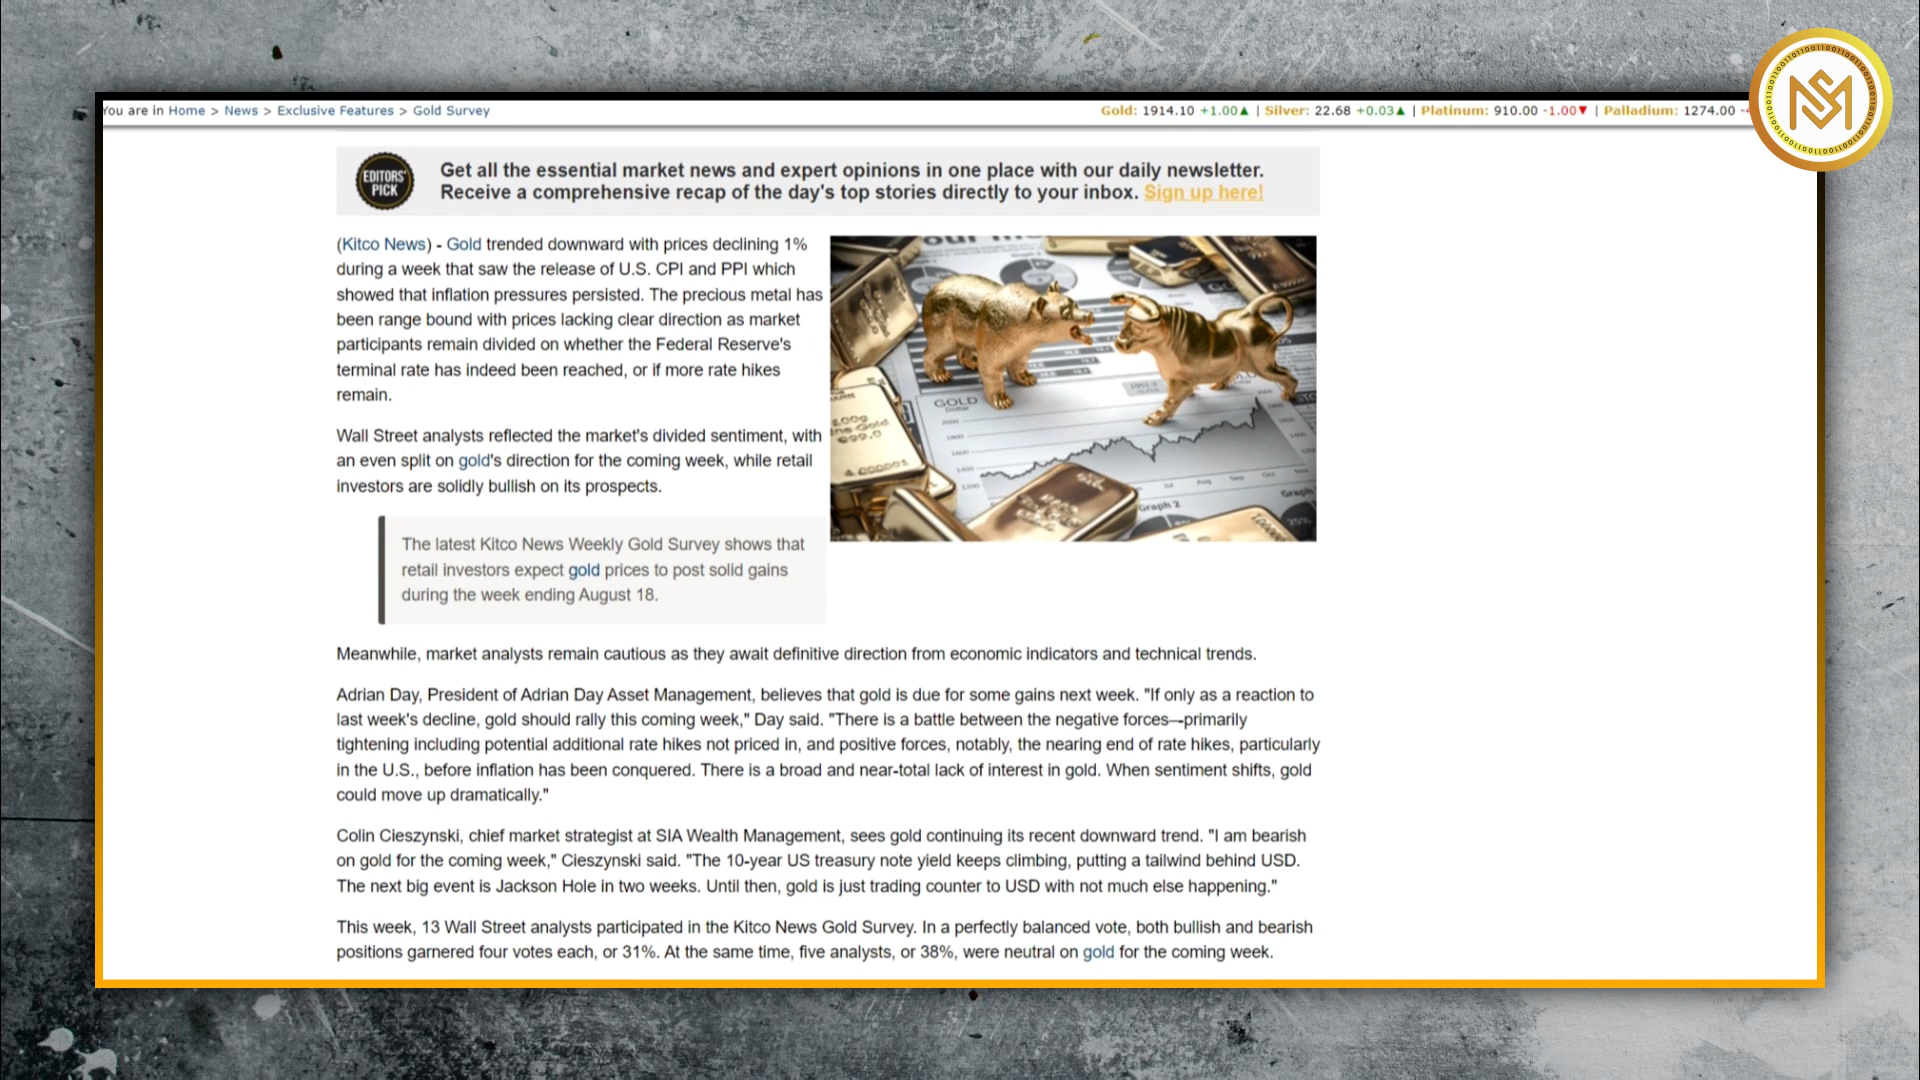 You are in Home > News > Exclusive Features > Gold Survey
Gold: 1914.10 +1.00▲ | Silver: 22.68 +0.03▲ | Platinum: 910.00 -1.00▼ | Palladium: 1274.00
EDITORS'
PICK
Get all the essential market news and expert opinions in one place with our daily newsletter.
Receive a comprehensive recap of the day's top stories directly to your inbox. Sign up here!
(Kitco News) - Gold trended downward with prices declining 1%
during a week that saw the release of U.S. CPI and PPI which
showed that inflation pressures persisted. The precious metal has
been range bound with prices lacking clear direction as market
participants remain divided on whether the Federal Reserve's
terminal rate has indeed been reached, or if more rate hikes
remain.
Wall Street analysts reflected the market's divided sentiment, with
an even split on gold's direction for the coming week, while retail
investors are solidly bullish on its prospects.
GOLD
Graph 2
The latest Kitco News Weekly Gold Survey shows that
retail investors expect gold prices to post solid gains
during the week ending August 18.
Meanwhile, market analysts remain cautious as they await definitive direction from economic indicators and technical trends.
Adrian Day, President of Adrian Day Asset Management, believes that gold is due for some gains next week. "If only as a reaction to
last week's decline, gold should rally this coming week," Day said. "There is a battle between the negative forces—primarily
tightening including potential additional rate hikes not priced in, and positive forces, notably, the nearing end of rate hikes, particularly
in the U.S., before inflation has been conquered. There is a broad and near-total lack of interest in gold. When sentiment shifts, gold
could move up dramatically."
Colin Cieszynski, chief market strategist at SIA Wealth Management, sees gold continuing its recent downward trend. "I am bearish
on gold for the coming week," Cieszynski said. "The 10-year US treasury note yield keeps climbing, putting a tailwind behind USD.
The next big event is Jackson Hole in two weeks. Until then, gold is just trading counter to USD with not much else happening."
This week, 13 Wall Street analysts participated in the Kitco News Gold Survey. In a perfectly balanced vote, both bullish and bearish
positions garnered four votes each, or 31%. At the same time, five analysts, or 38%, were neutral on gold for the coming week.